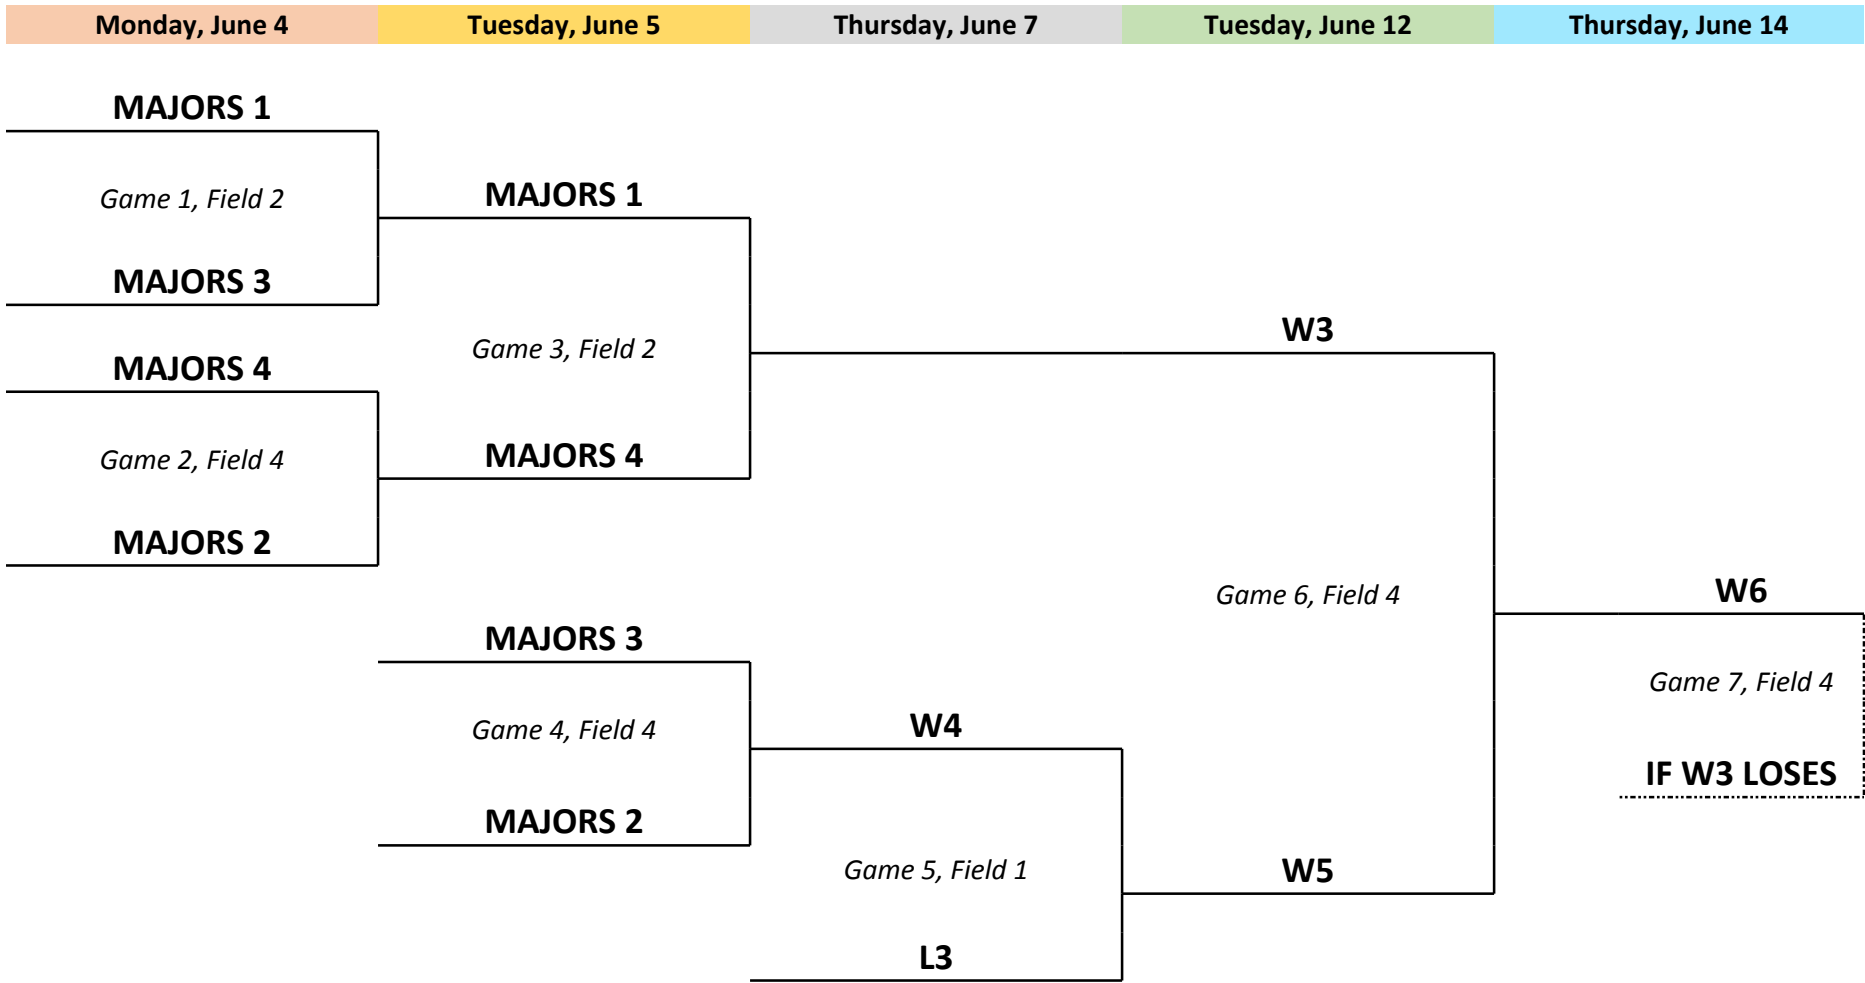 Monday, June 4
Tuesday, June 5
Thursday, June 7
Tuesday, June 12
Thursday, June 14
MAJORS 1
Game 1, Field 2
MAJORS 3
MAJORS 4
Game 2, Field 4
MAJORS 2
MAJORS 1
Game 3, Field 2
MAJORS 4
MAJORS 3
Game 4, Field 4
MAJORS 2
W4
Game 5, Field 1
L3
W3
Game 6, Field 4
W5
W6
Game 7, Field 4
IF W3 LOSES